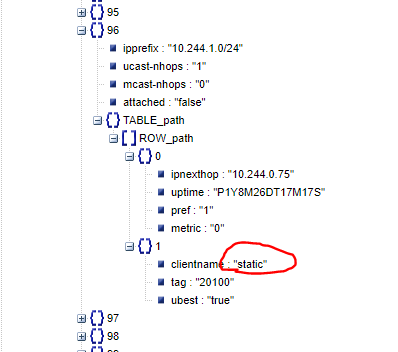 95
96
ipprefix : "10.244.1.0/24"
ucast-nhops : "1"
mcast-nhops : "0"
attached : "false"
TABLE_path
ROW_path
0
ipnexthop : "10.244.0.75"
uptime : "P1Y8M26DT17M17S"
pref : "1"
metric : "0"
1
clientname : "static"
tag : "20100"
ubest : "true"
97
98